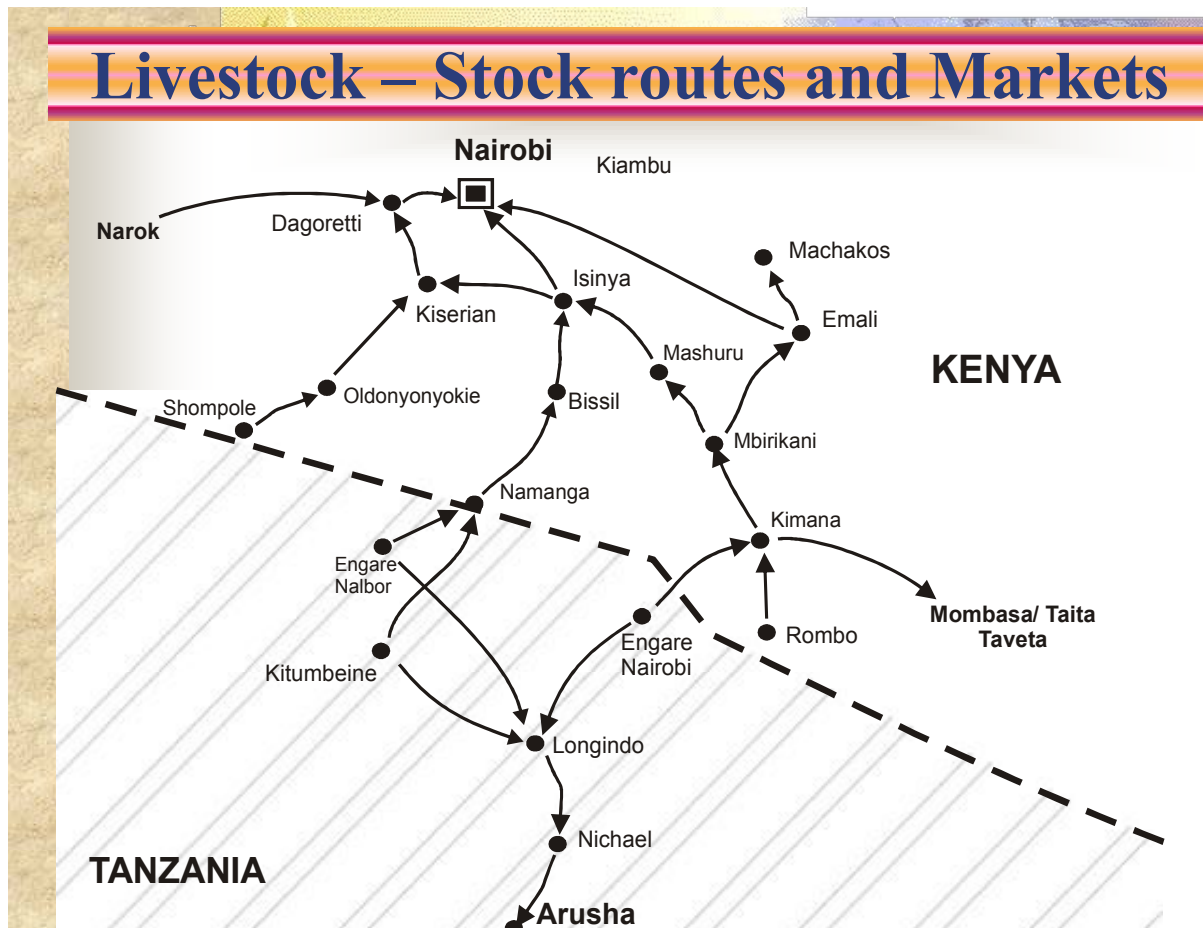 Livestock – Stock routes and Markets
Nairobi
Kiambu
Narok
Dagoretti
Machakos
Isinya
Kiserian
Emali
Mashuru
KENYA
Shompole
Oldonyonyokie
Bissil
Mbirikani
Namanga
Kimana
Engare
Nalbor
Mombasa/ Taita
Taveta
Rombo
Engare
Nairobi
Kitumbeine
Longindo
Nichael
TANZANIA
Arusha